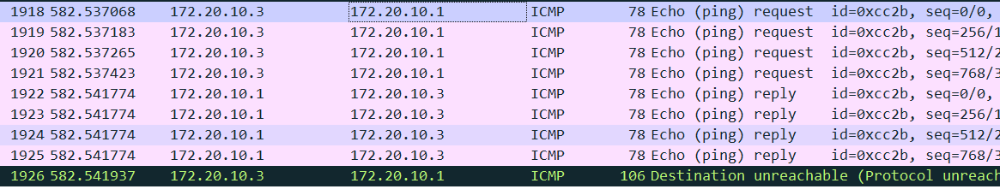 1918 582.537068 172.20.10.3 172.20.10.1 ICMP 78 Echo (ping) request id=0xcc2b, seq=0/0,
1919 582.537183 172.20.10.3 172.20.10.1 ICMP 78 Echo (ping) request id=0xcc2b, seq=256/1
1920 582.537265 172.20.10.3 172.20.10.1 ICMP 78 Echo (ping) request id=0xcc2b, seq=512/2
1921 582.537423 172.20.10.3 172.20.10.1 ICMP 78 Echo (ping) request id=0xcc2b, seq=768/3
1922 582.541774 172.20.10.1 172.20.10.3 ICMP 78 Echo (ping) reply id=0xcc2b, seq=0/0,
1923 582.541774 172.20.10.1 172.20.10.3 ICMP 78 Echo (ping) reply id=0xcc2b, seq=256/1
1924 582.541774 172.20.10.1 172.20.10.3 ICMP 78 Echo (ping) reply id=0xcc2b, seq=512/2
1925 582.541774 172.20.10.1 172.20.10.3 ICMP 78 Echo (ping) reply id=0xcc2b, seq=768/3
1926 582.541937 172.20.10.3 172.20.10.1 ICMP 106 Destination unreachable (Protocol unreach